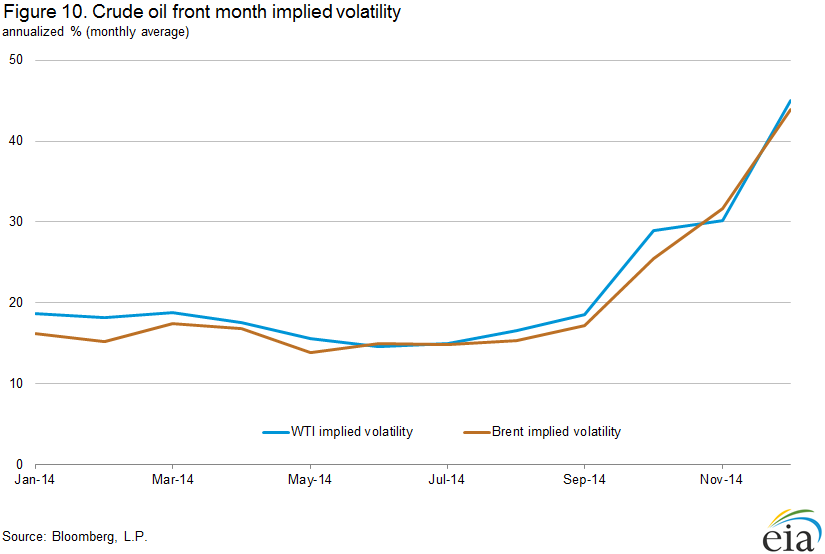 Figure 10. Crude oil front month implied volatility
annualized % (monthly average)
50
40
30
20
10
0
WTI implied volatility
Brent implied volatility
Jan-14
Mar-14
May-14
Jul-14
Sep-14
Nov-14
Source: Bloomberg, L.P.
eia